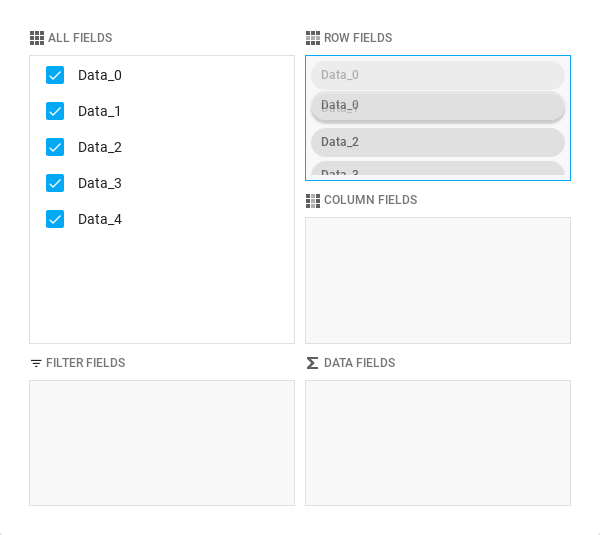 ALL FIELDS
Data_0
Data_1
Data_2
Data_3
Data_4
ROW FIELDS
Data_0
Data_0
Data_2
Data_3
COLUMN FIELDS
FILTER FIELDS
DATA FIELDS